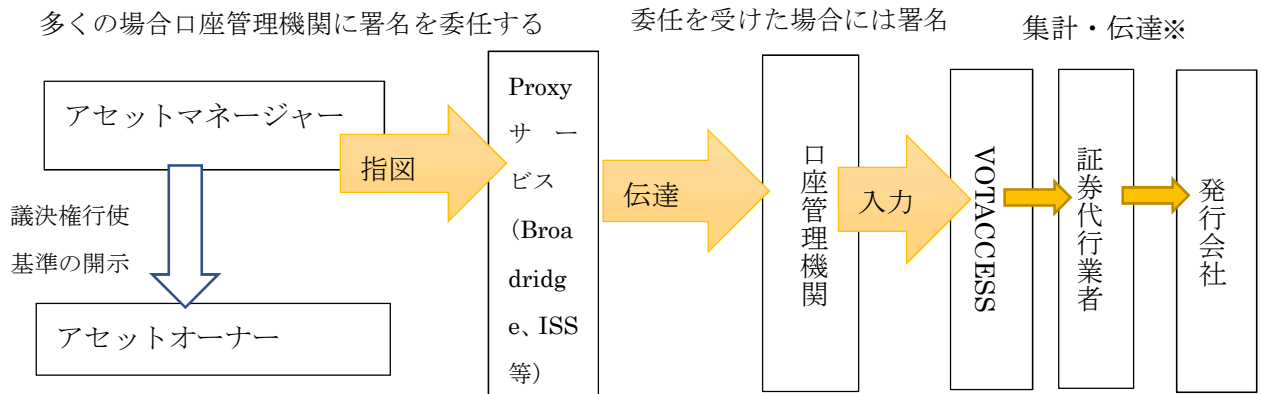 多くの場合口座管理機関に署名を委任する
委任を受けた場合には署名
集計・伝達※
アセットマネージャー
指図
議決権行使
基準の開示
アセットオーナー
Proxy
サー
ビス
(Broa
dridg
e、ISS
等)
伝達
口座管理機関
入力
VOTACCESS
証券代行業者
発行会社